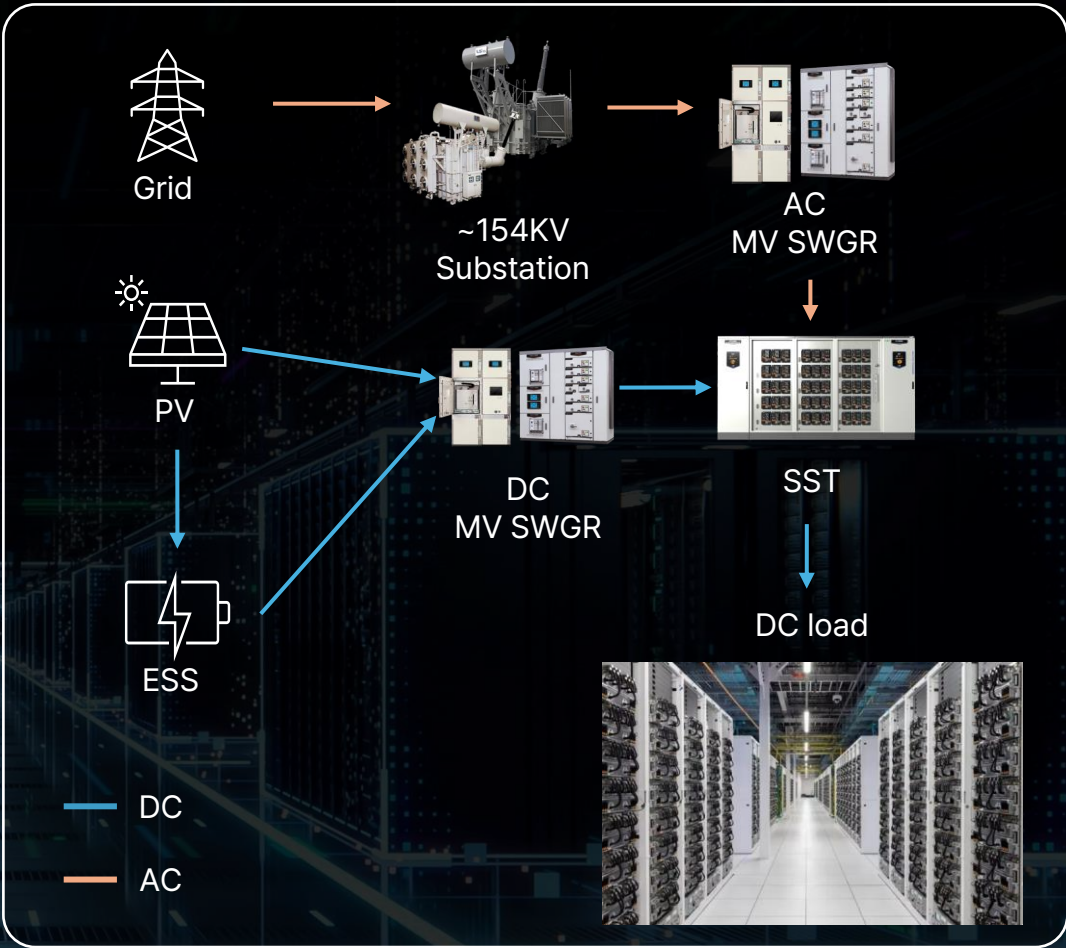 Grid
~154KV
Substation
AC
MV SWGR
PV
DC
MV SWGR
SST
ESS
DC load
DC
AC